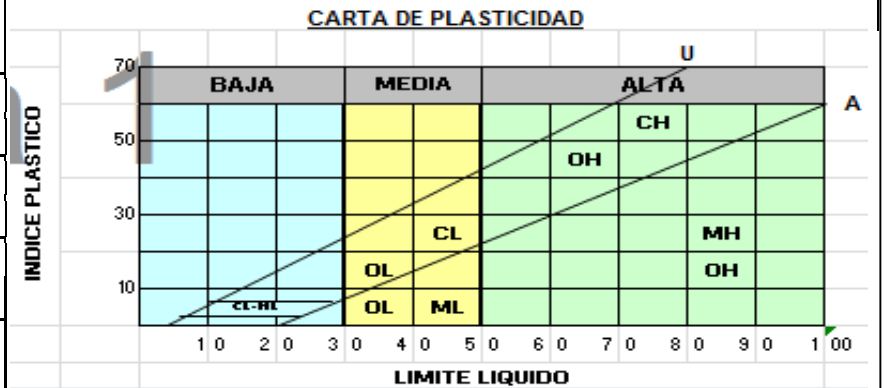 CARTA DE PLASTICIDAD
U
70
BAJA MEDIA ALTA
A
CH
50
OH
INDICE PLASTICO
30
CL MH
OL OH
10
CL-ML OL ML
10 20 30 40 50 60 70 80 90 100
LIMITE LIQUIDO